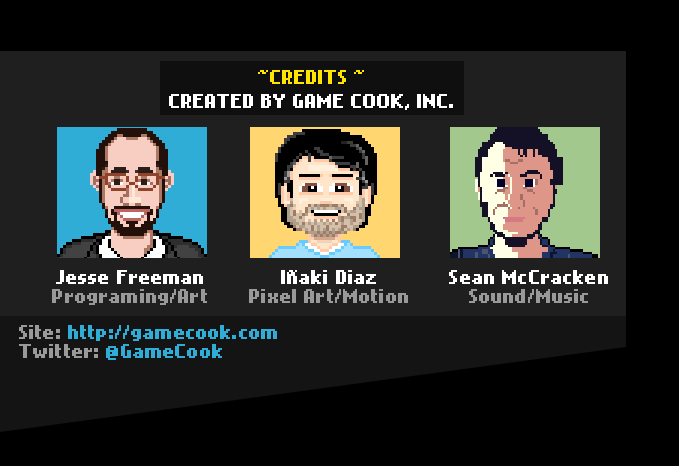 ~CREDITS ~
CREATED BY GAME COOK, INC.
Jesse Freeman
Programing/Art
Iñaki Diaz
Pixel Art/Motion
Sean McCracken
Sound/Music
Site: http://gamecook.com
Twitter: @GameCook